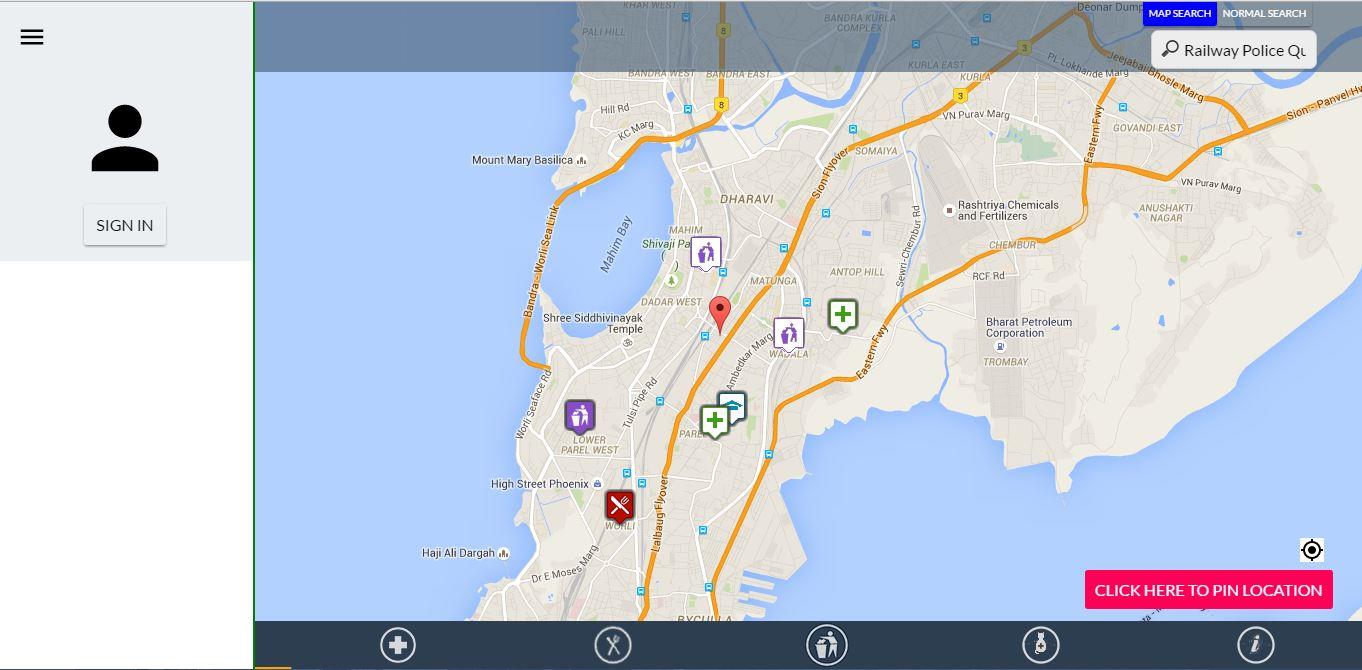 KHAR WEST
BANDRA KURLA
COMPLEX
Deonar Dump
MAP SEARCH
NORMAL SEARCH
PALI HILL
8
3
Railway Police Qu
SIGN IN
BANDRA WEST
BANDRA EAST
KURLA EAST
KURLA
PL Lokhande Marg
Jeejabai Bhosle Marg
Sion - Panvel Hw
Hill Rd
8
3
KC Marg
VN Purav Marg
GOVANDI EAST
Eastern Fwy
Mount Mary Basilica
SOMAIYA
Sion Flyover
VN Purav Marg
DHARAVI
Rashtriya Chemicals
and Fertilizers
ANUSHAKTI
NAGAR
Bandra - Worli Sea Link
Mahim Bay
MAHIM
Shivaji Pa
Sewri-Chembur Rd
CHEMBUR
ANTOP HILL
RCF Rd
MATUNGA
DADAR WEST
Shree Siddhivinayak
Temple
Bharat Petroleum
Corporation
TROMBAY
Ambedkar Marg
WADALA
Eastern Fwy
Worli Seaface Rd
Tulsi Pipe Rd
LOWER
PAREL WEST
High Street Phoenix
WORLI
Lalbaug Flyover
Haji Ali Dargah
Dr E Moses Marg
BYCULLA
CLICK HERE TO PIN LOCATION